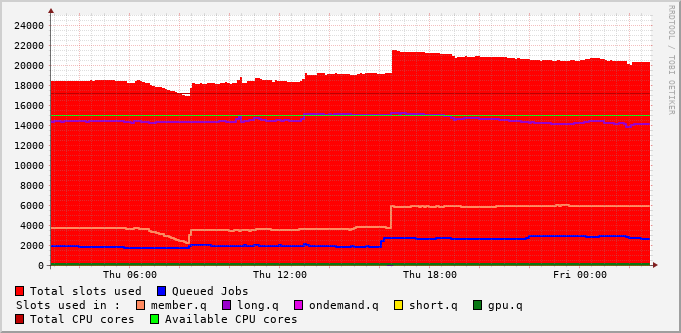 RRDTOOL / TOBI OETIKER
24000
22000
20000
18000
16000
14000
12000
10000
8000
6000
4000
2000
0
Thu 06:00 Thu 12:00 Thu 18:00 Fri 00:00
Total slots used Queued Jobs
Slots used in : member.q long.q ondemand.q short.q gpu.q
Total CPU cores Available CPU cores